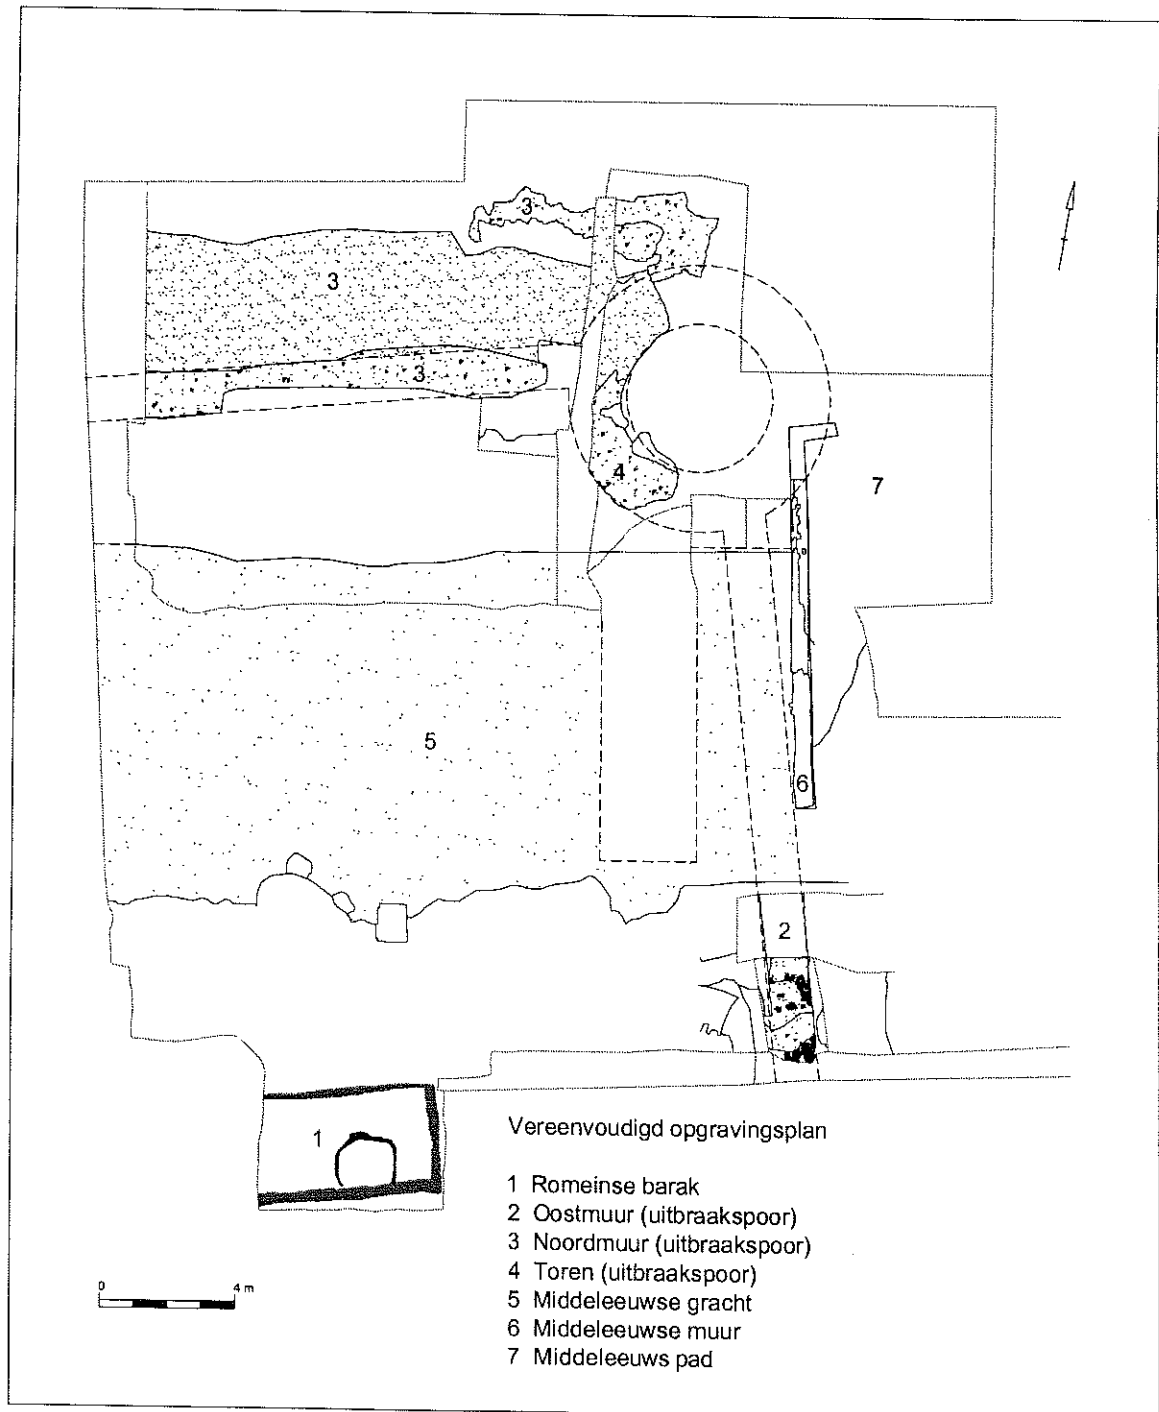 3
3
3
4
7
5
6
2
1
Vereenvoudigd opgravingsplan
1 Romeinse barak
2 Oostmuur (uitbraakspoor)
3 Noordmuur (uitbraakspoor)
4 Toren (uitbraakspoor)
5 Middeleeuwse gracht
6 Middeleeuwse muur
7 Middeleeuws pad
0 4 m